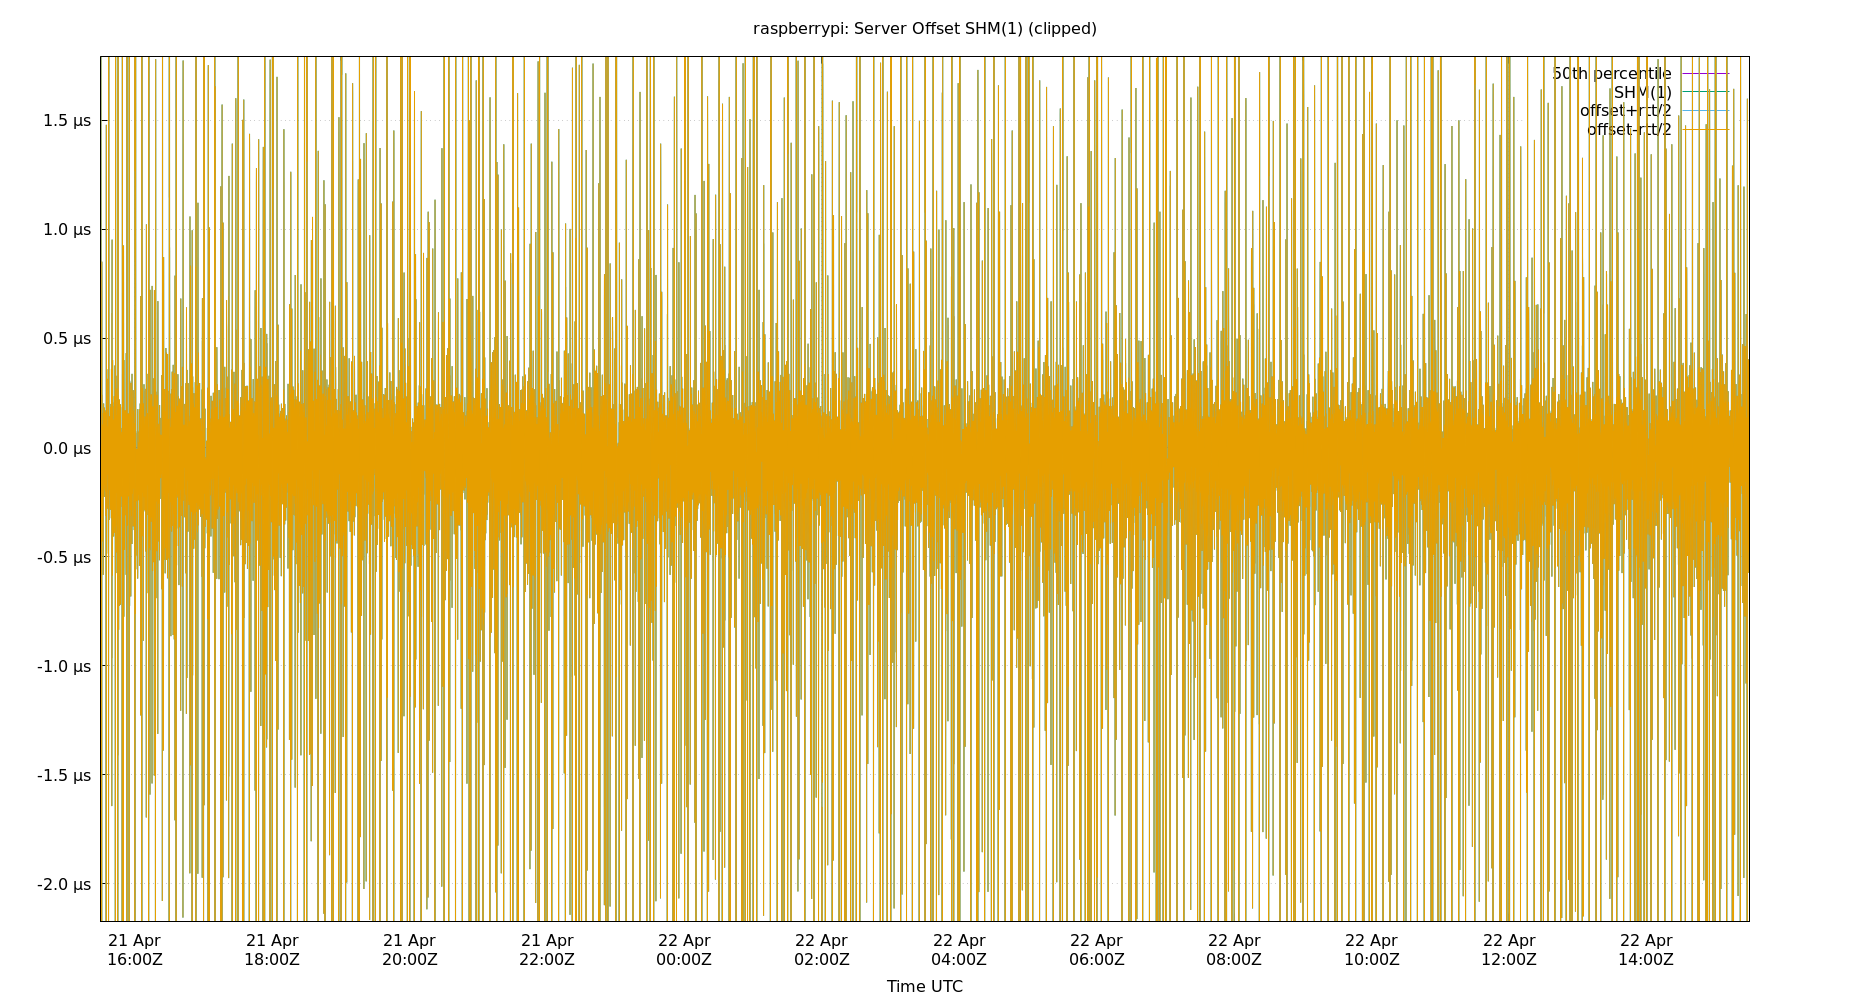 raspberrypi: Server Offset SHM(1) (clipped)
50th percentile
SHM(1)
offset+rtt/2
offset-rtt/2
1.5 µs
1.0 µs
0.5 µs
0.0 µs
-0.5 µs
-1.0 µs
-1.5 µs
-2.0 µs
21 Apr 21 Apr 21 Apr 21 Apr 22 Apr 22 Apr 22 Apr 22 Apr 22 Apr 22 Apr 22 Apr 22 Apr
16:00Z 18:00Z 20:00Z 22:00Z 00:00Z 02:00Z 04:00Z 06:00Z 08:00Z 10:00Z 12:00Z 14:00Z
Time UTC